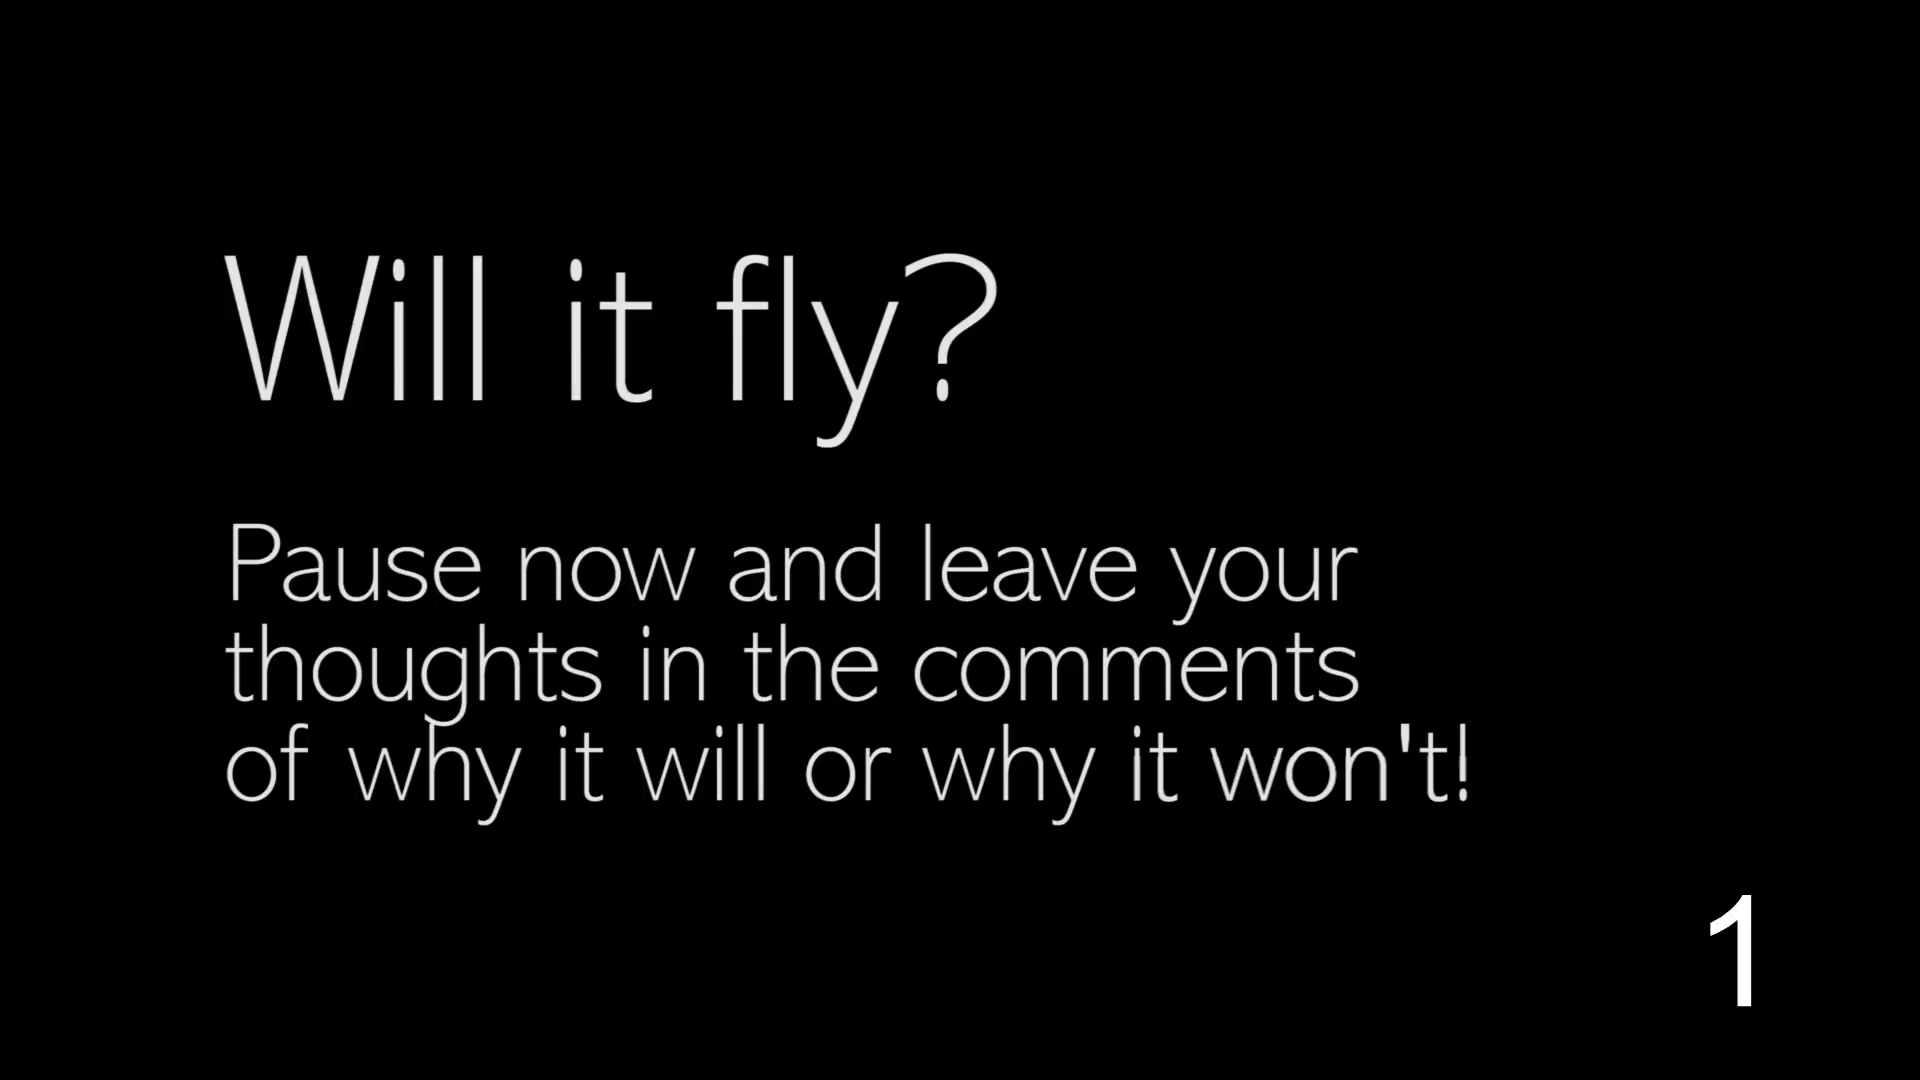 Will it fly?
Pause now and leave your
thoughts in the comments
of why it will or why it won't!
1